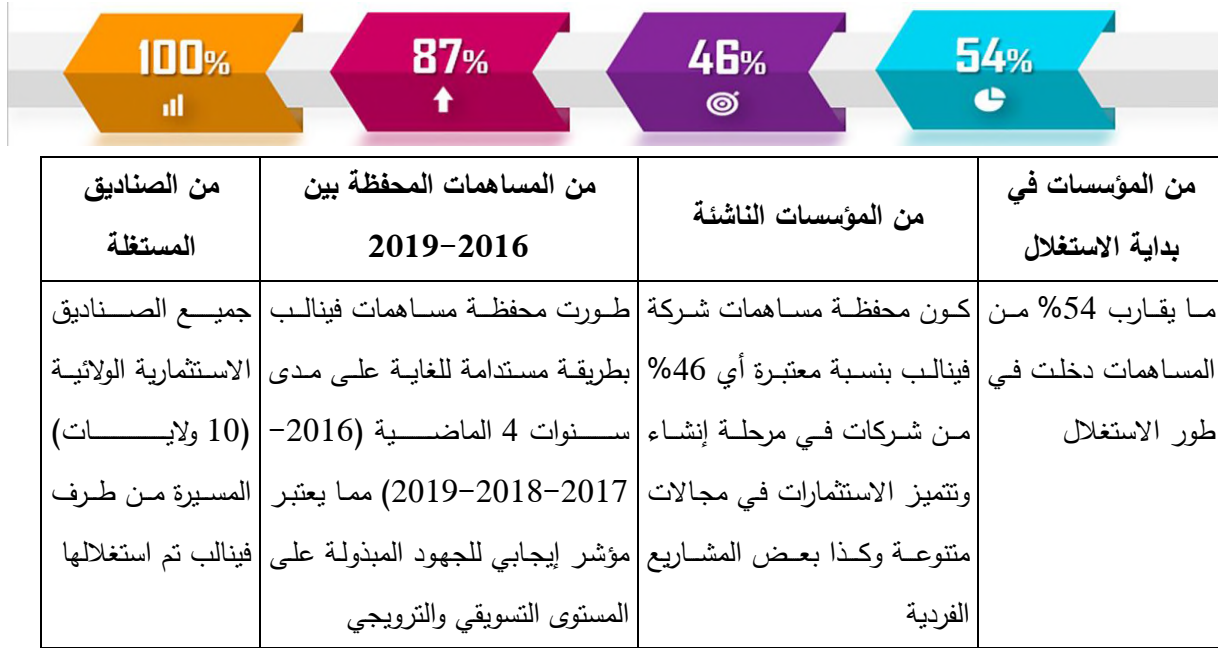 54%
46%
87%
100%
من المؤسسات في
بداية الاستغلال
من المؤسسات الناشئة
من المساهمات المحفظة بين
2016-2019
من الصناديق
المستغلة
ما يقارب 54% من
المساهمات دخلت في
طور الاستغلال
كون محفظة مساهمات شركة
فينالب بنسبة معتبرة أي 46%
من شركات في مرحلة إنشاء
وتتميز الاستثمارات في مجالات
متنوعة وكذا بعض المشاريع
الفردية
طورت محفظة مساهمات فينالب
بطريقة مستدامة للغاية على مدى
سنوات 4 الماضية (2016-
2017-2018-2019) مما يعتبر
مؤشر إيجابي للجهود المبذولة على
المستوى التسويقي والترويجي
جميع الصناديق
الاستثمارية الولائية
(10 ولايات)
المسيرة من طرف
فينالب تم استغلالها